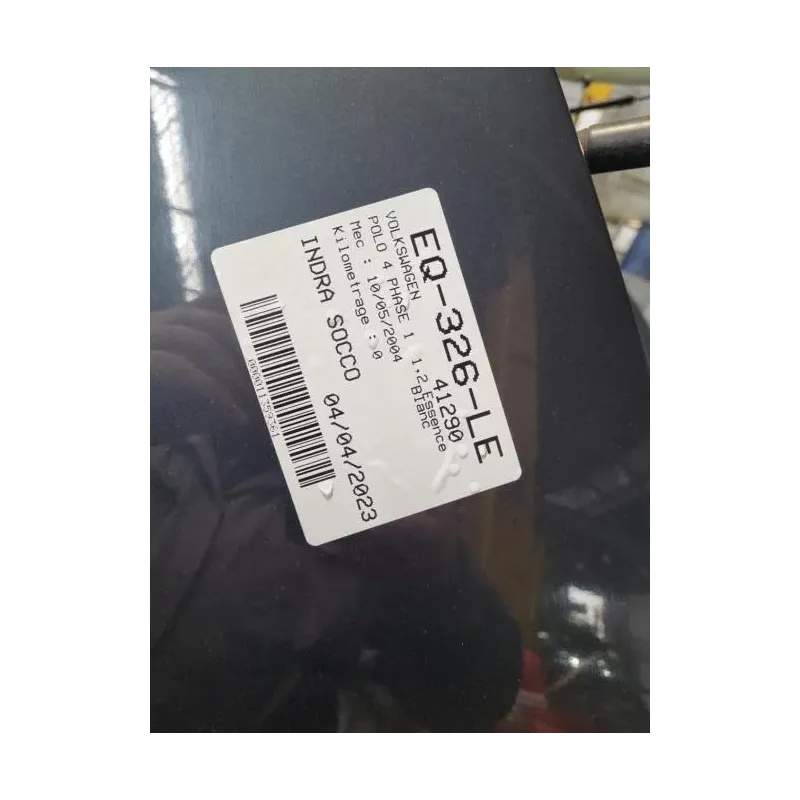 EQ-326-LE
41290
VOLKSWAGEN
POLO 4 PHASE 1 1,2 Essence
Mec : 10/05/2004 Blanc
Kilometrage : 0
INDRA SOCCO 04/04/2023